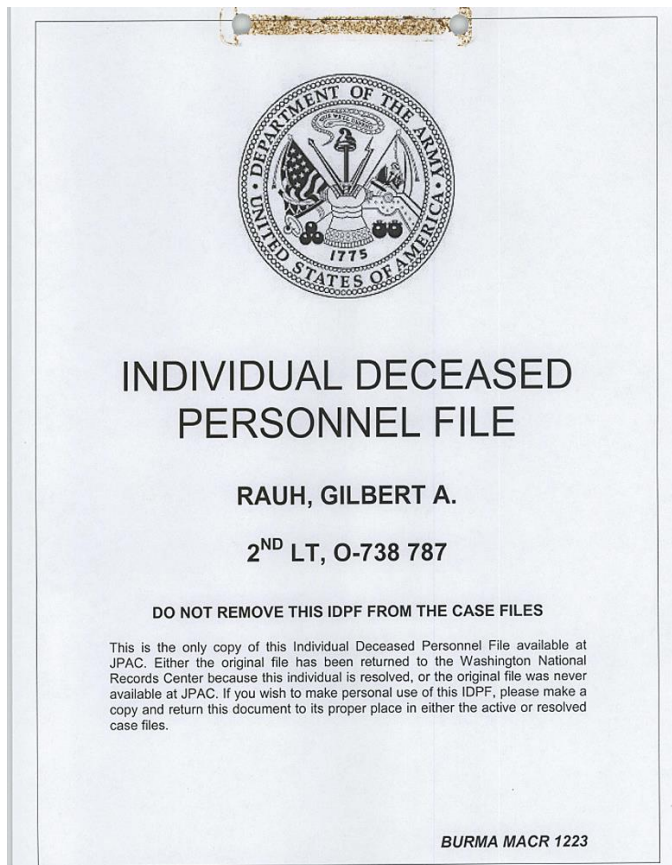 DEPARTMENT OF THE ARMY
UNITED STATES OF AMERICA
1775
INDIVIDUAL DECEASED
PERSONNEL FILE
RAUH, GILBERT A.
2ND LT, O-738 787
DO NOT REMOVE THIS IDPF FROM THE CASE FILES
This is the only copy of this Individual Deceased Personnel File available at
JPAC. Either the original file has been returned to the Washington National
Records Center because this individual is resolved, or the original file was never
available at JPAC. If you wish to make personal use of this IDPF, please make a
copy and return this document to its proper place in either the active or resolved
case files.
BURMA MACR 1223